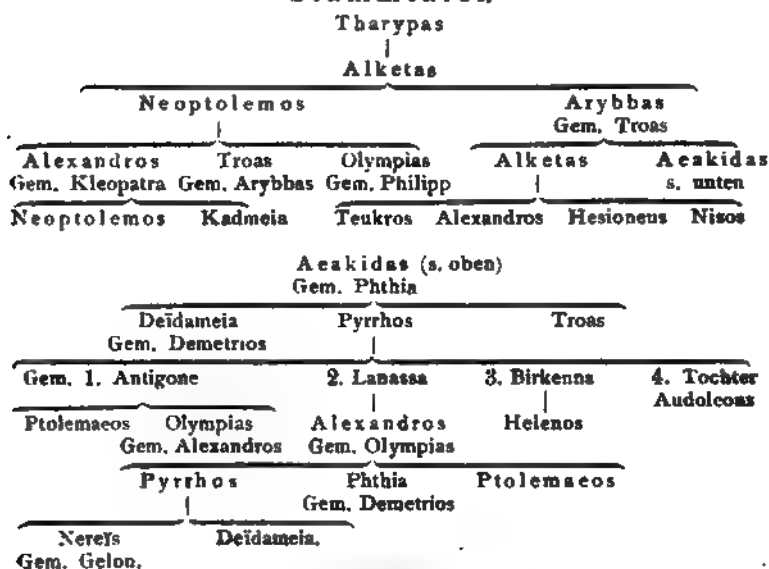 Tharypas
Alketas
Neoptolemos Arybbas
Gem. Troas
Alexandros Troas Olympias Alketas Aeakidas
Gem. Kleopatra Gem. Arybbas Gem. Philipp s. unten
Neoptolemos Kadmeia Teukros Alexandros Hesioneus Nisos
Aeakidas (s. oben)
Gem. Phthia
Deïdameia Pyrrhos Troas
Gem. Demetrios
Gem. 1. Antigone 2. Lanassa 3. Birkenna 4. Tochter
Audoleons
Ptolemaeos Olympias Alexandros Helenos
Gem. Alexandros Gem. Olympias
Pyrrhos Phthia Ptolemaeos
Gem. Demetrios
Nereïs Deïdameia.
Gem. Gelon.